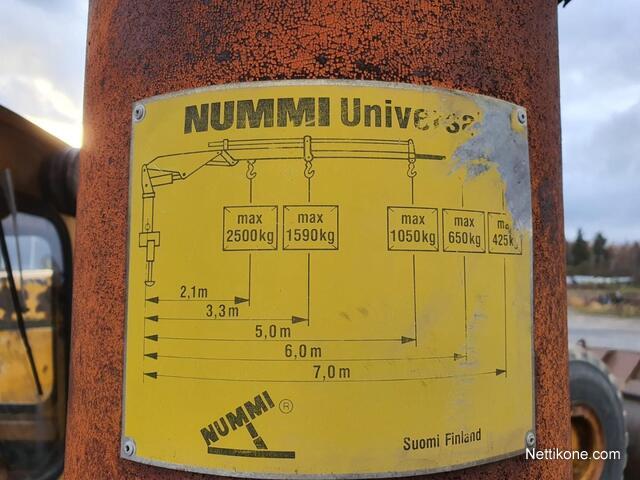 NUMMI Universa
max 2500kg
max 1590kg
max 1050kg
max 650kg
425k
2,1m
3,3m
5,0m
6,0m
7,0m
NUMMI ®
Suomi Finland
Nettikone.com